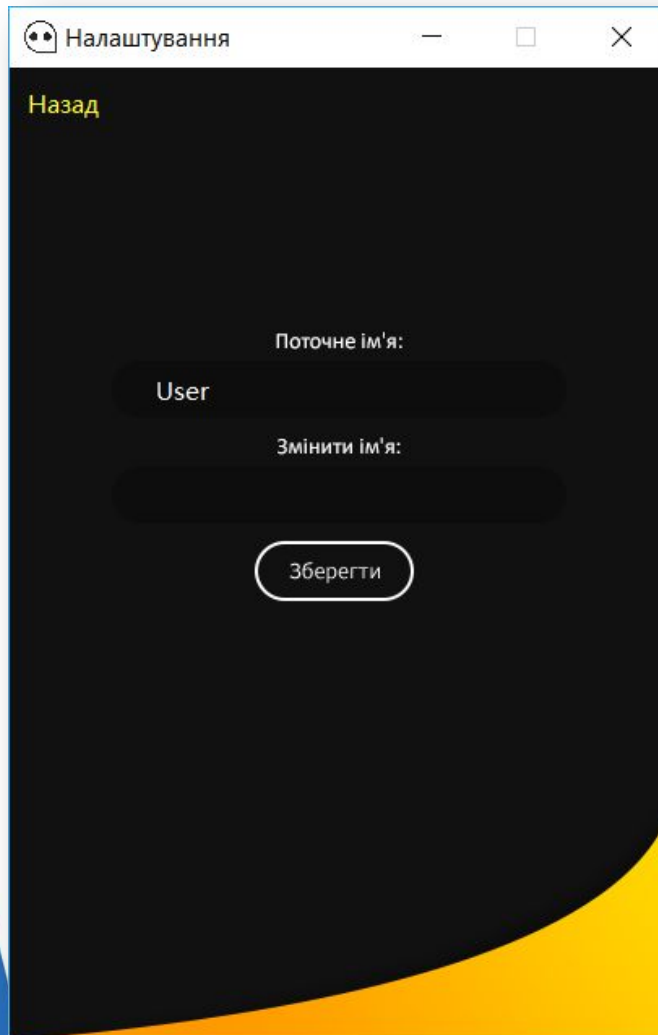 Налаштування
Назад
Поточне ім'я:
User
Змінити ім'я:
Зберегти